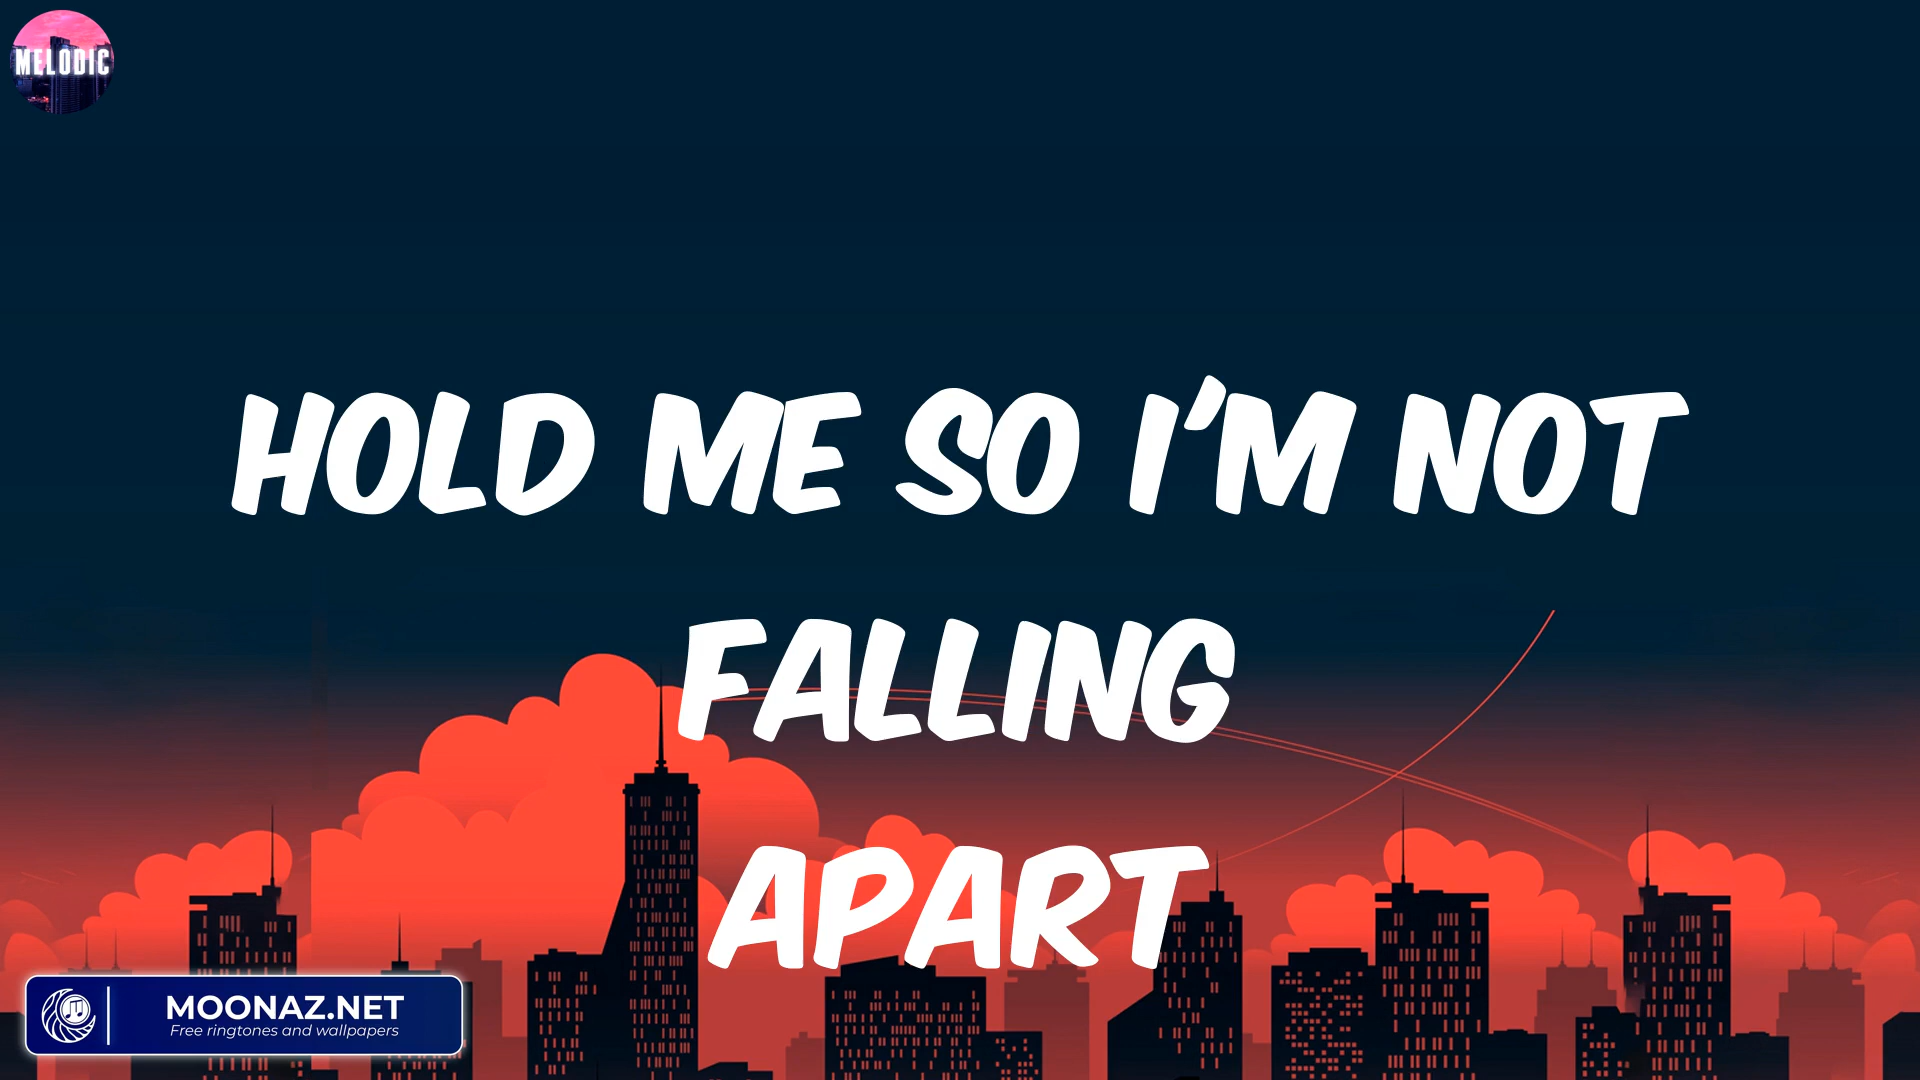 MELODIC
HOLD ME SO I'M NOT
FALLING
APART
MOONAZ.NET
Free ringtones and wallpapers